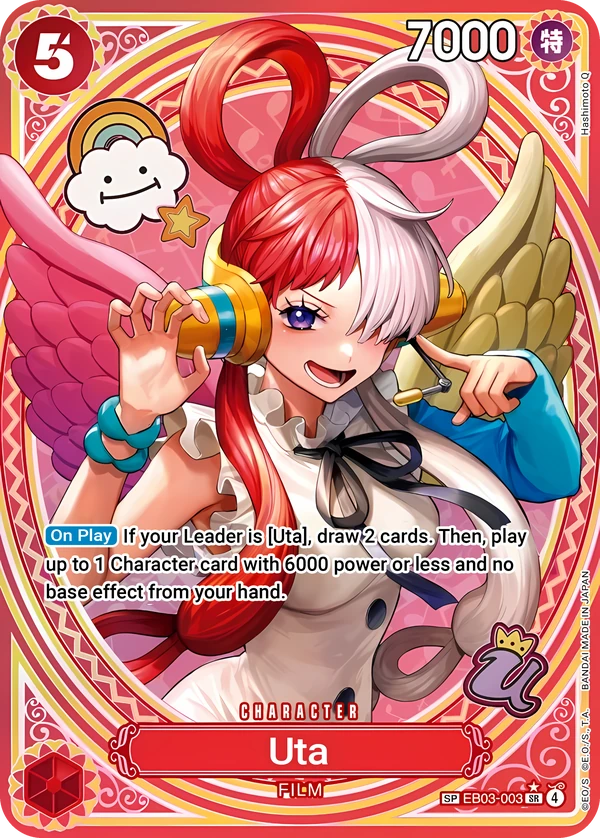 5
7000
特
Hashimoto Q
On Play If your Leader is [Uta], draw 2 cards. Then, play
up to 1 Character card with 6000 power or less and no
base effect from your hand.
u
CHARACTER
Uta
FILM
SP EB03-003 SR 4
©E.O/S. ©E.O./S.,T.A. BANDAI MADE IN JAPAN